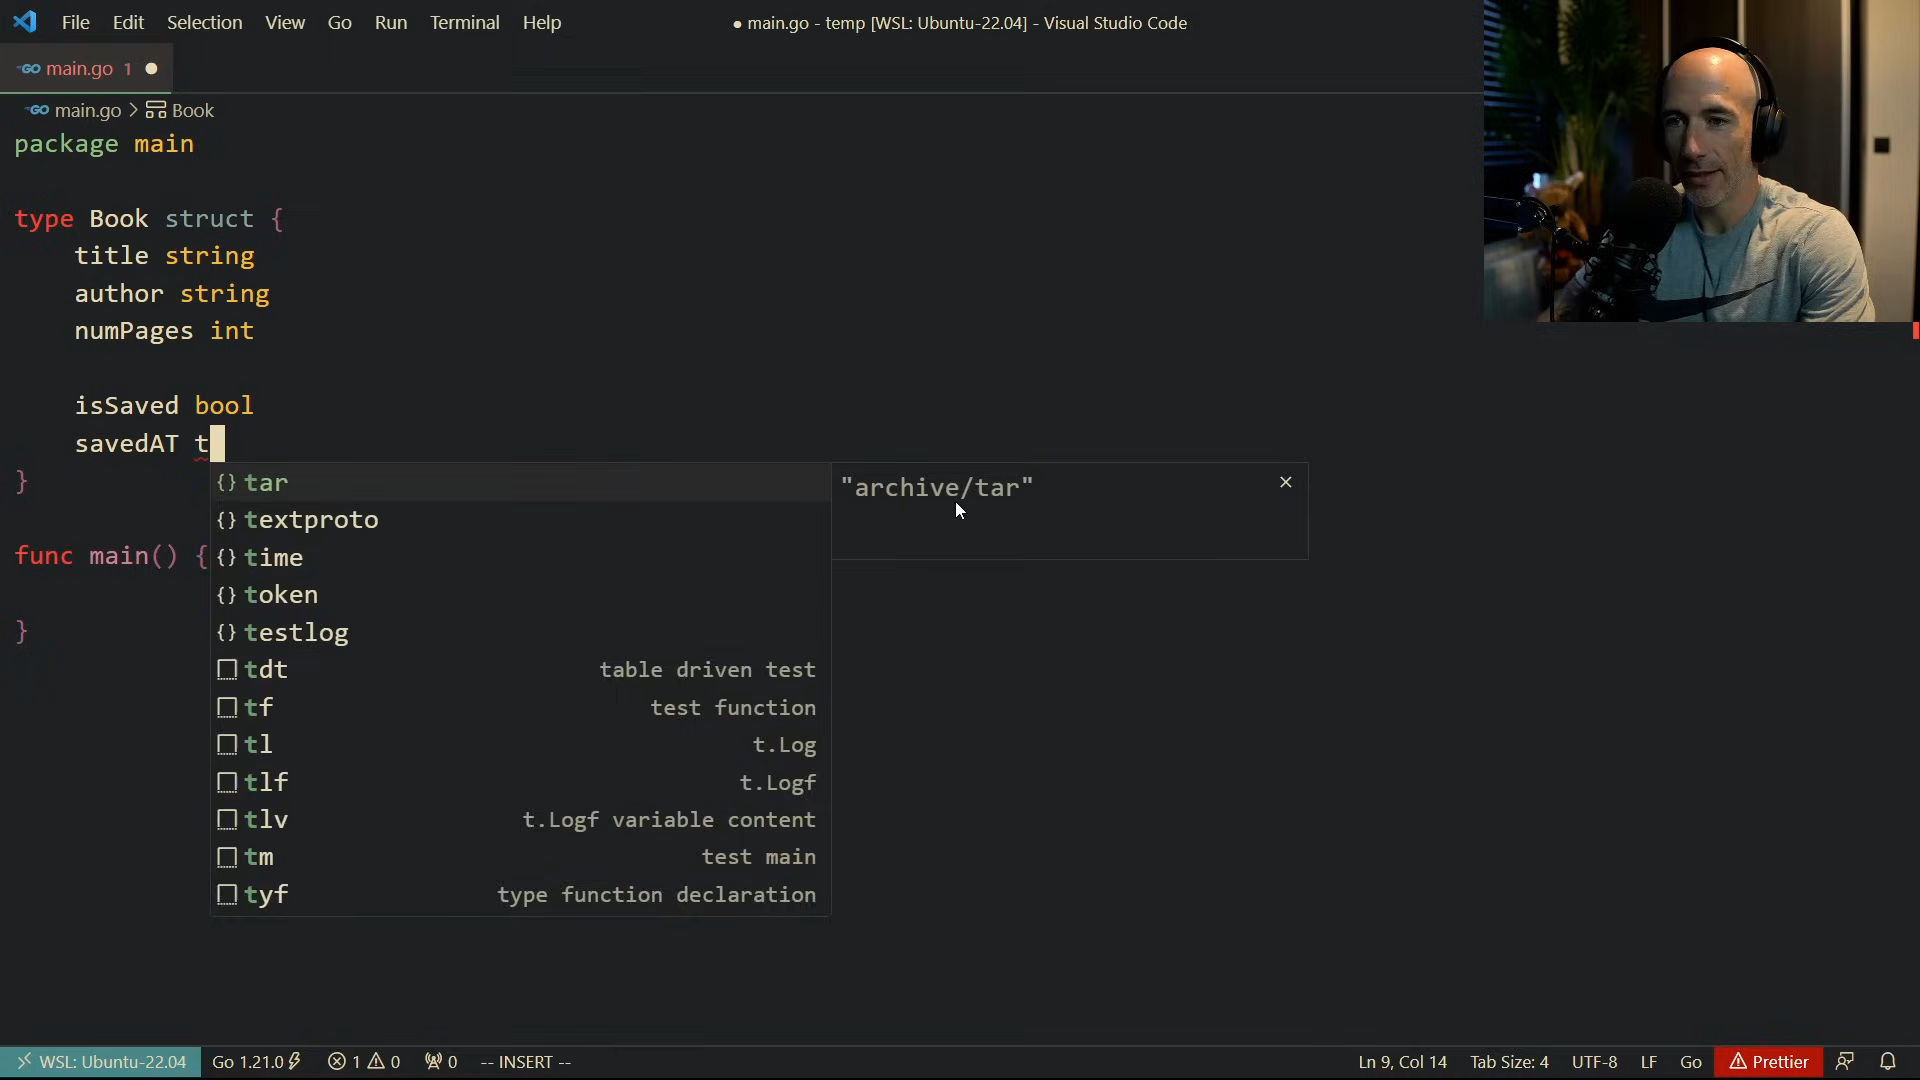 File Edit Selection View Go Run Terminal Help
● main.go - temp [WSL: Ubuntu-22.04] - Visual Studio Code
GO main.go 1 ●
GO main.go > Book
package main
type Book struct {
title string
author string
numPages int
isSaved bool
savedAT t
}
func main() {
}
{} tar
{} textproto
{} time
{} token
{} testlog
tdt table driven test
tf test function
tl t.Log
tlf t.Logf
tlv t.Logf variable content
tm test main
tyf type function declaration
"archive/tar"
WSL: Ubuntu-22.04 Go 1.21.0 1 0 0 -- INSERT -- Ln 9, Col 14 Tab Size: 4 UTF-8 LF Go Prettier